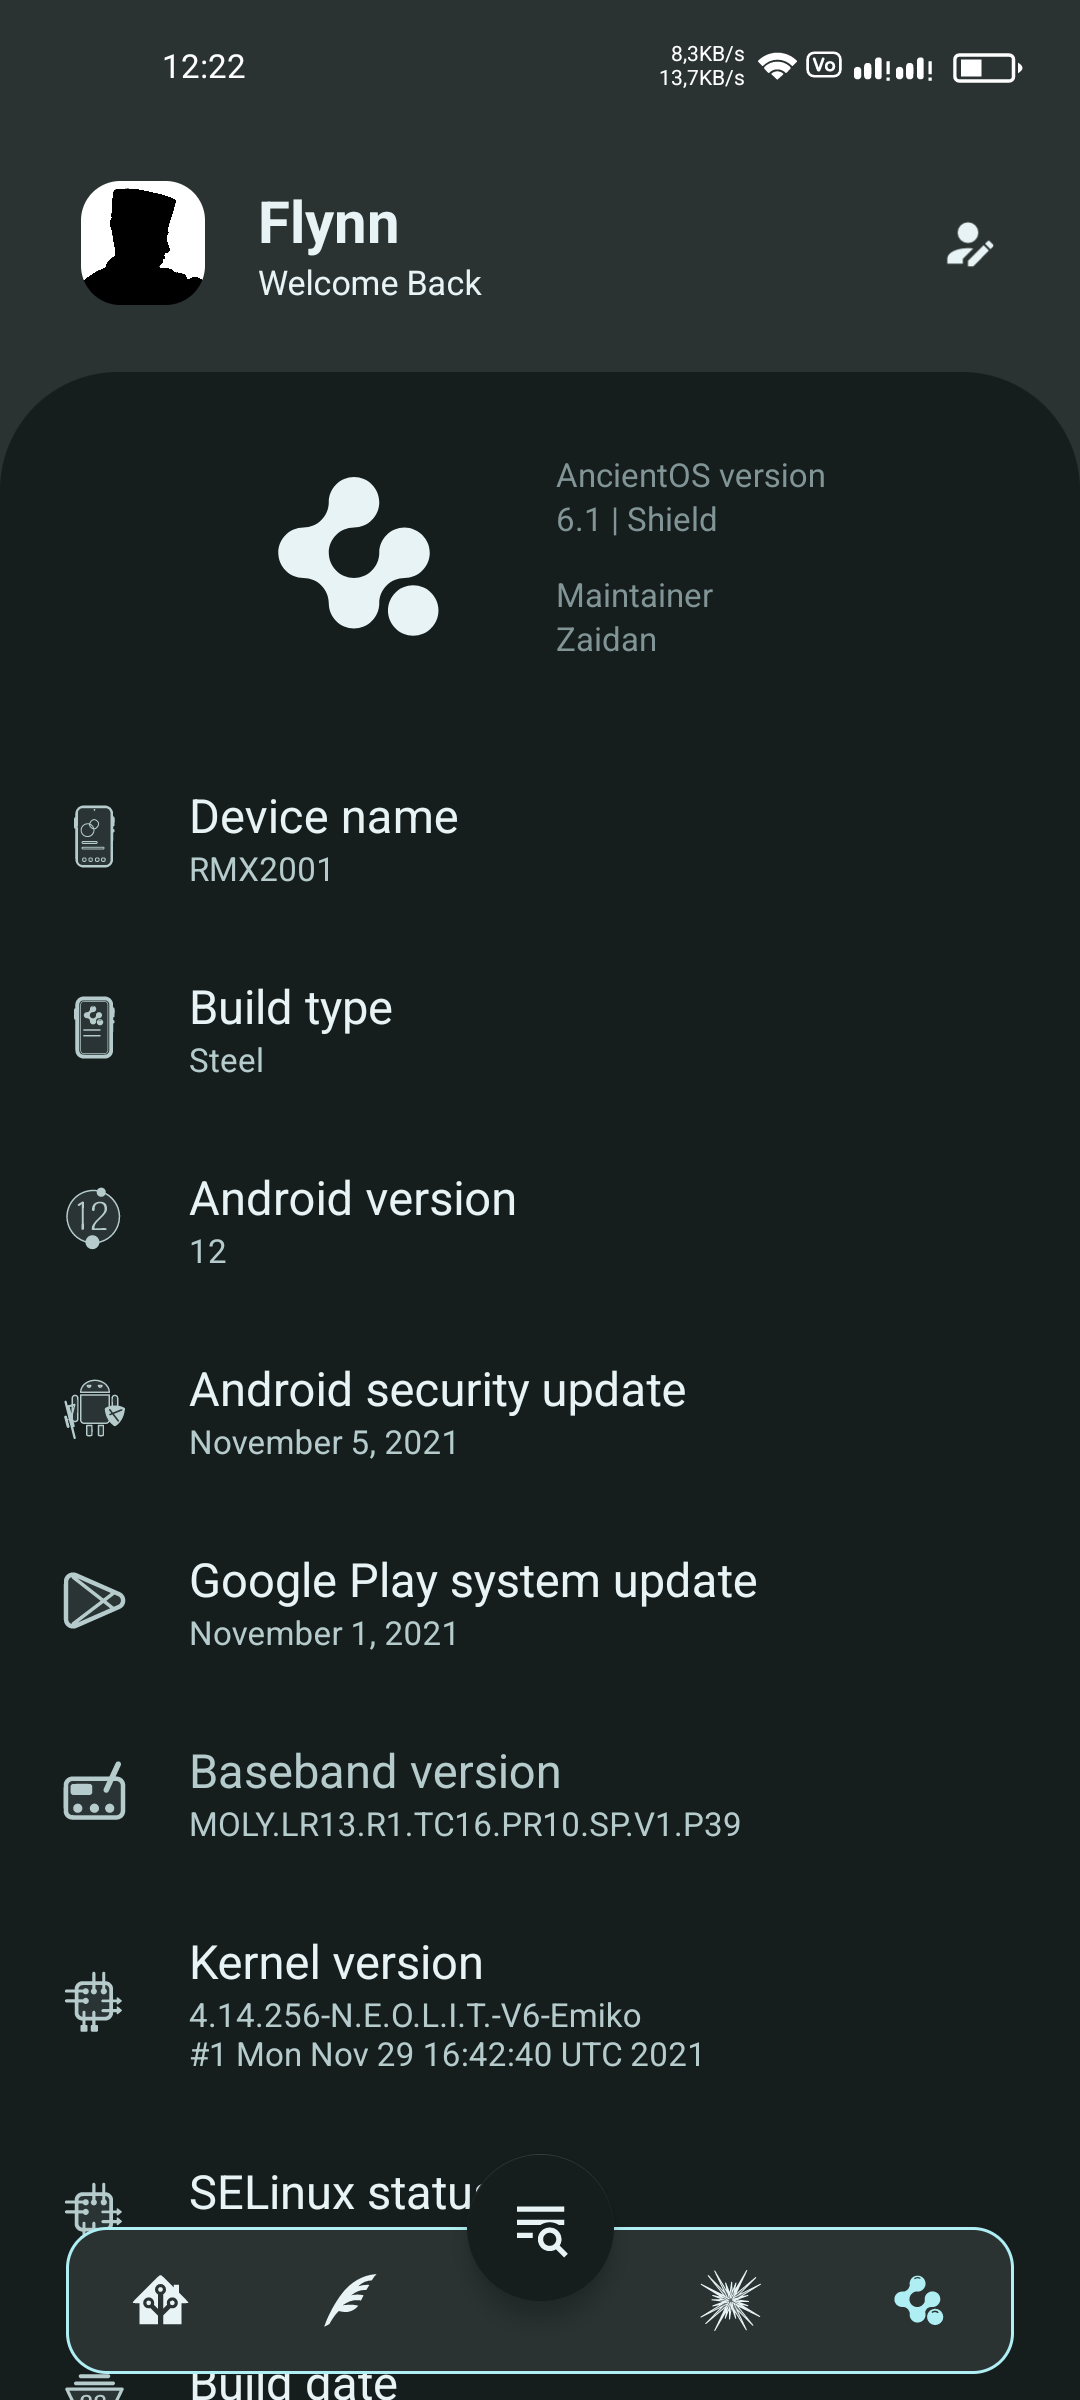 12:22
8,3KB/s
13,7KB/s
Vo
Flynn
Welcome Back
AncientOS version
6.1 | Shield
Maintainer
Zaidan
Device name
RMX2001
Build type
Steel
12
Android version
12
Android security update
November 5, 2021
Google Play system update
November 1, 2021
Baseband version
MOLY.LR13.R1.TC16.PR10.SP.V1.P39
Kernel version
4.14.256-N.E.O.L.I.T.-V6-Emiko
#1 Mon Nov 29 16:42:40 UTC 2021
SELinux status
Build date